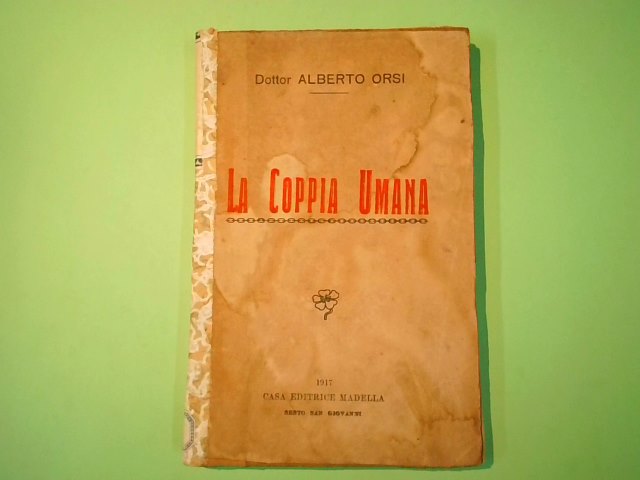 Dottor ALBERTO ORSI
LA COPPIA UMANA
1917
CASA EDITRICE MADELLA
SESTO SAN GIOVANNI